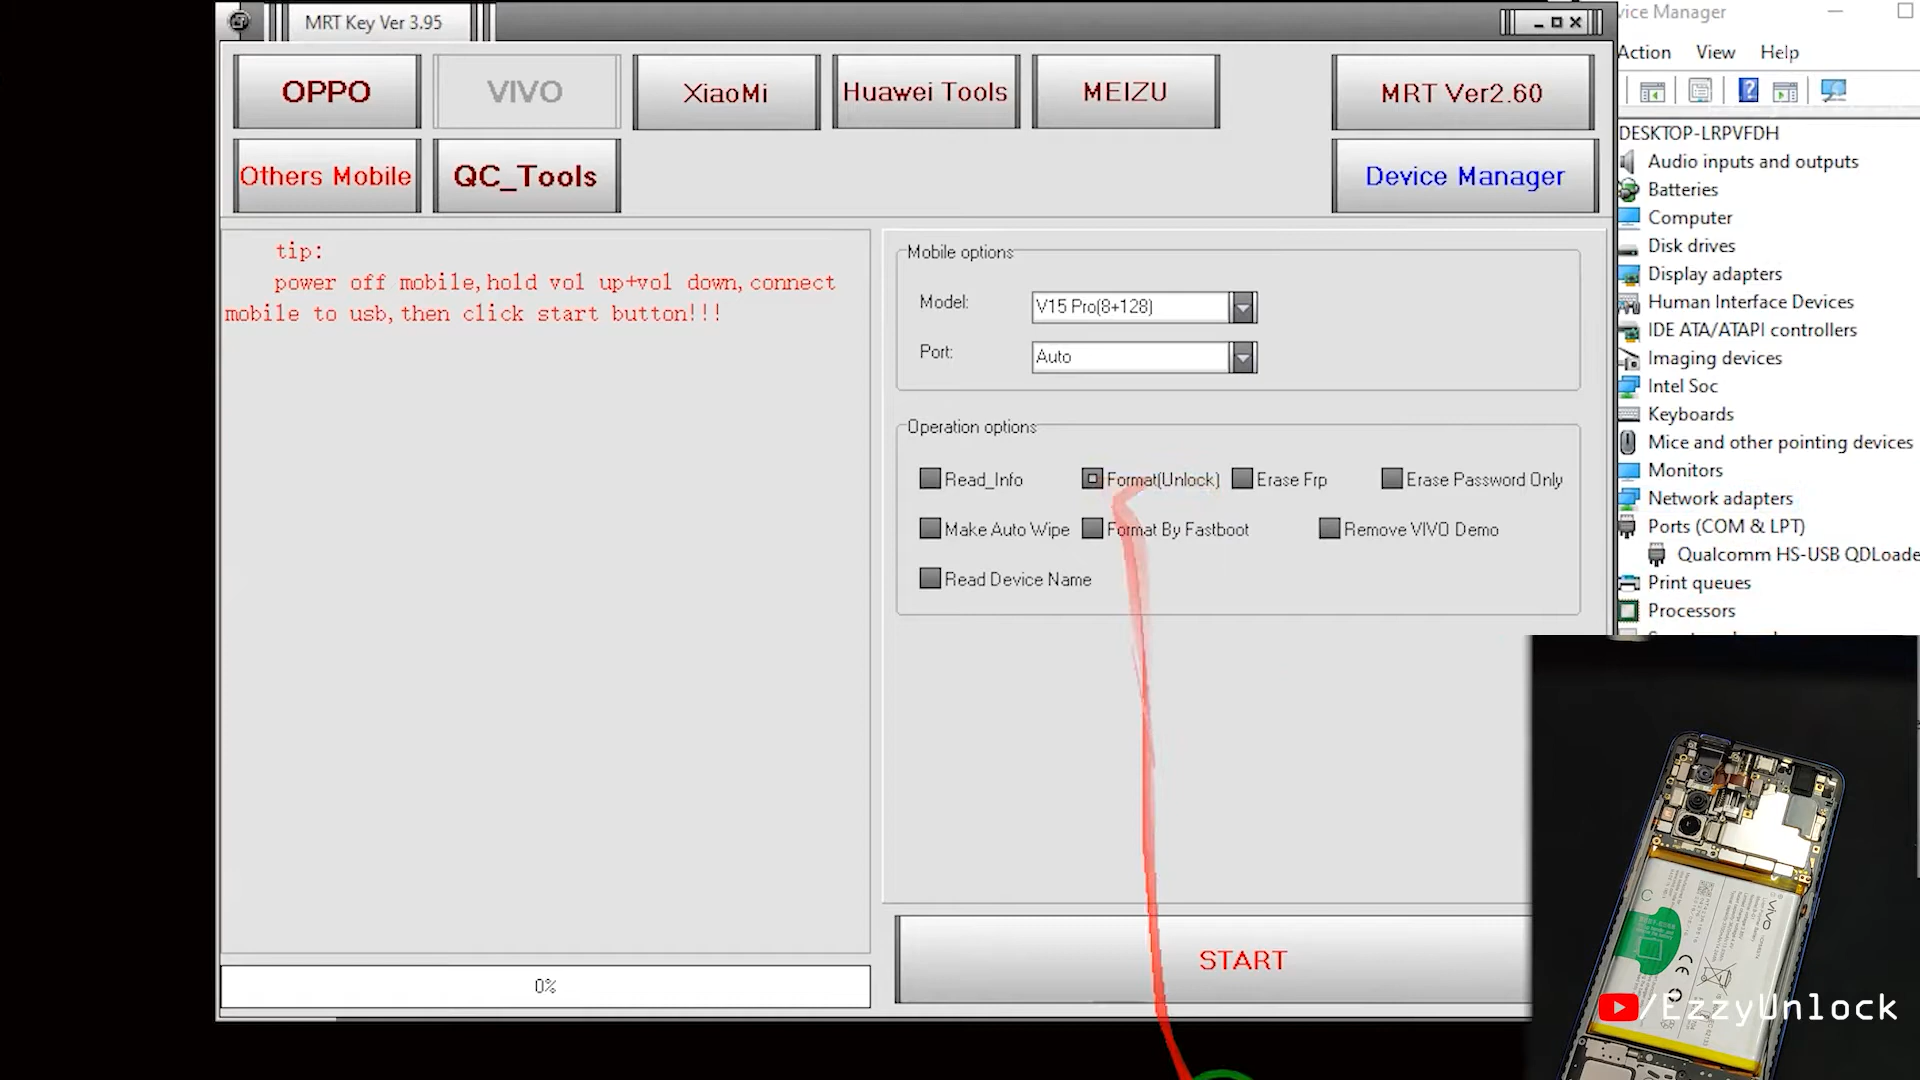 MRT Key Ver 3.95
vice Manager
Action View Help
OPPO
VIVO
XiaoMi
Huawei Tools
MEIZU
MRT Ver2.60
Others Mobile
QC_Tools
Device Manager
tip:
power off mobile,hold vol up+vol down,connect
mobile to usb,then click start button!!!
0%
Mobile options
Model:
V15 Pro(8+128)
Port:
Auto
Operation options
Read_Info
Format(Unlock)
Erase Frp
Erase Password Only
Make Auto Wipe
Format By Fastboot
Remove VIVO Demo
Read Device Name
START
DESKTOP-LRPVFDH
Audio inputs and outputs
Batteries
Computer
Disk drives
Display adapters
Human Interface Devices
IDE ATA/ATAPI controllers
Imaging devices
Intel Soc
Keyboards
Mice and other pointing devices
Monitors
Network adapters
Ports (COM & LPT)
Qualcomm HS-USB QDLoade
Print queues
Processors
vivo
CE
/EzzyUnlock